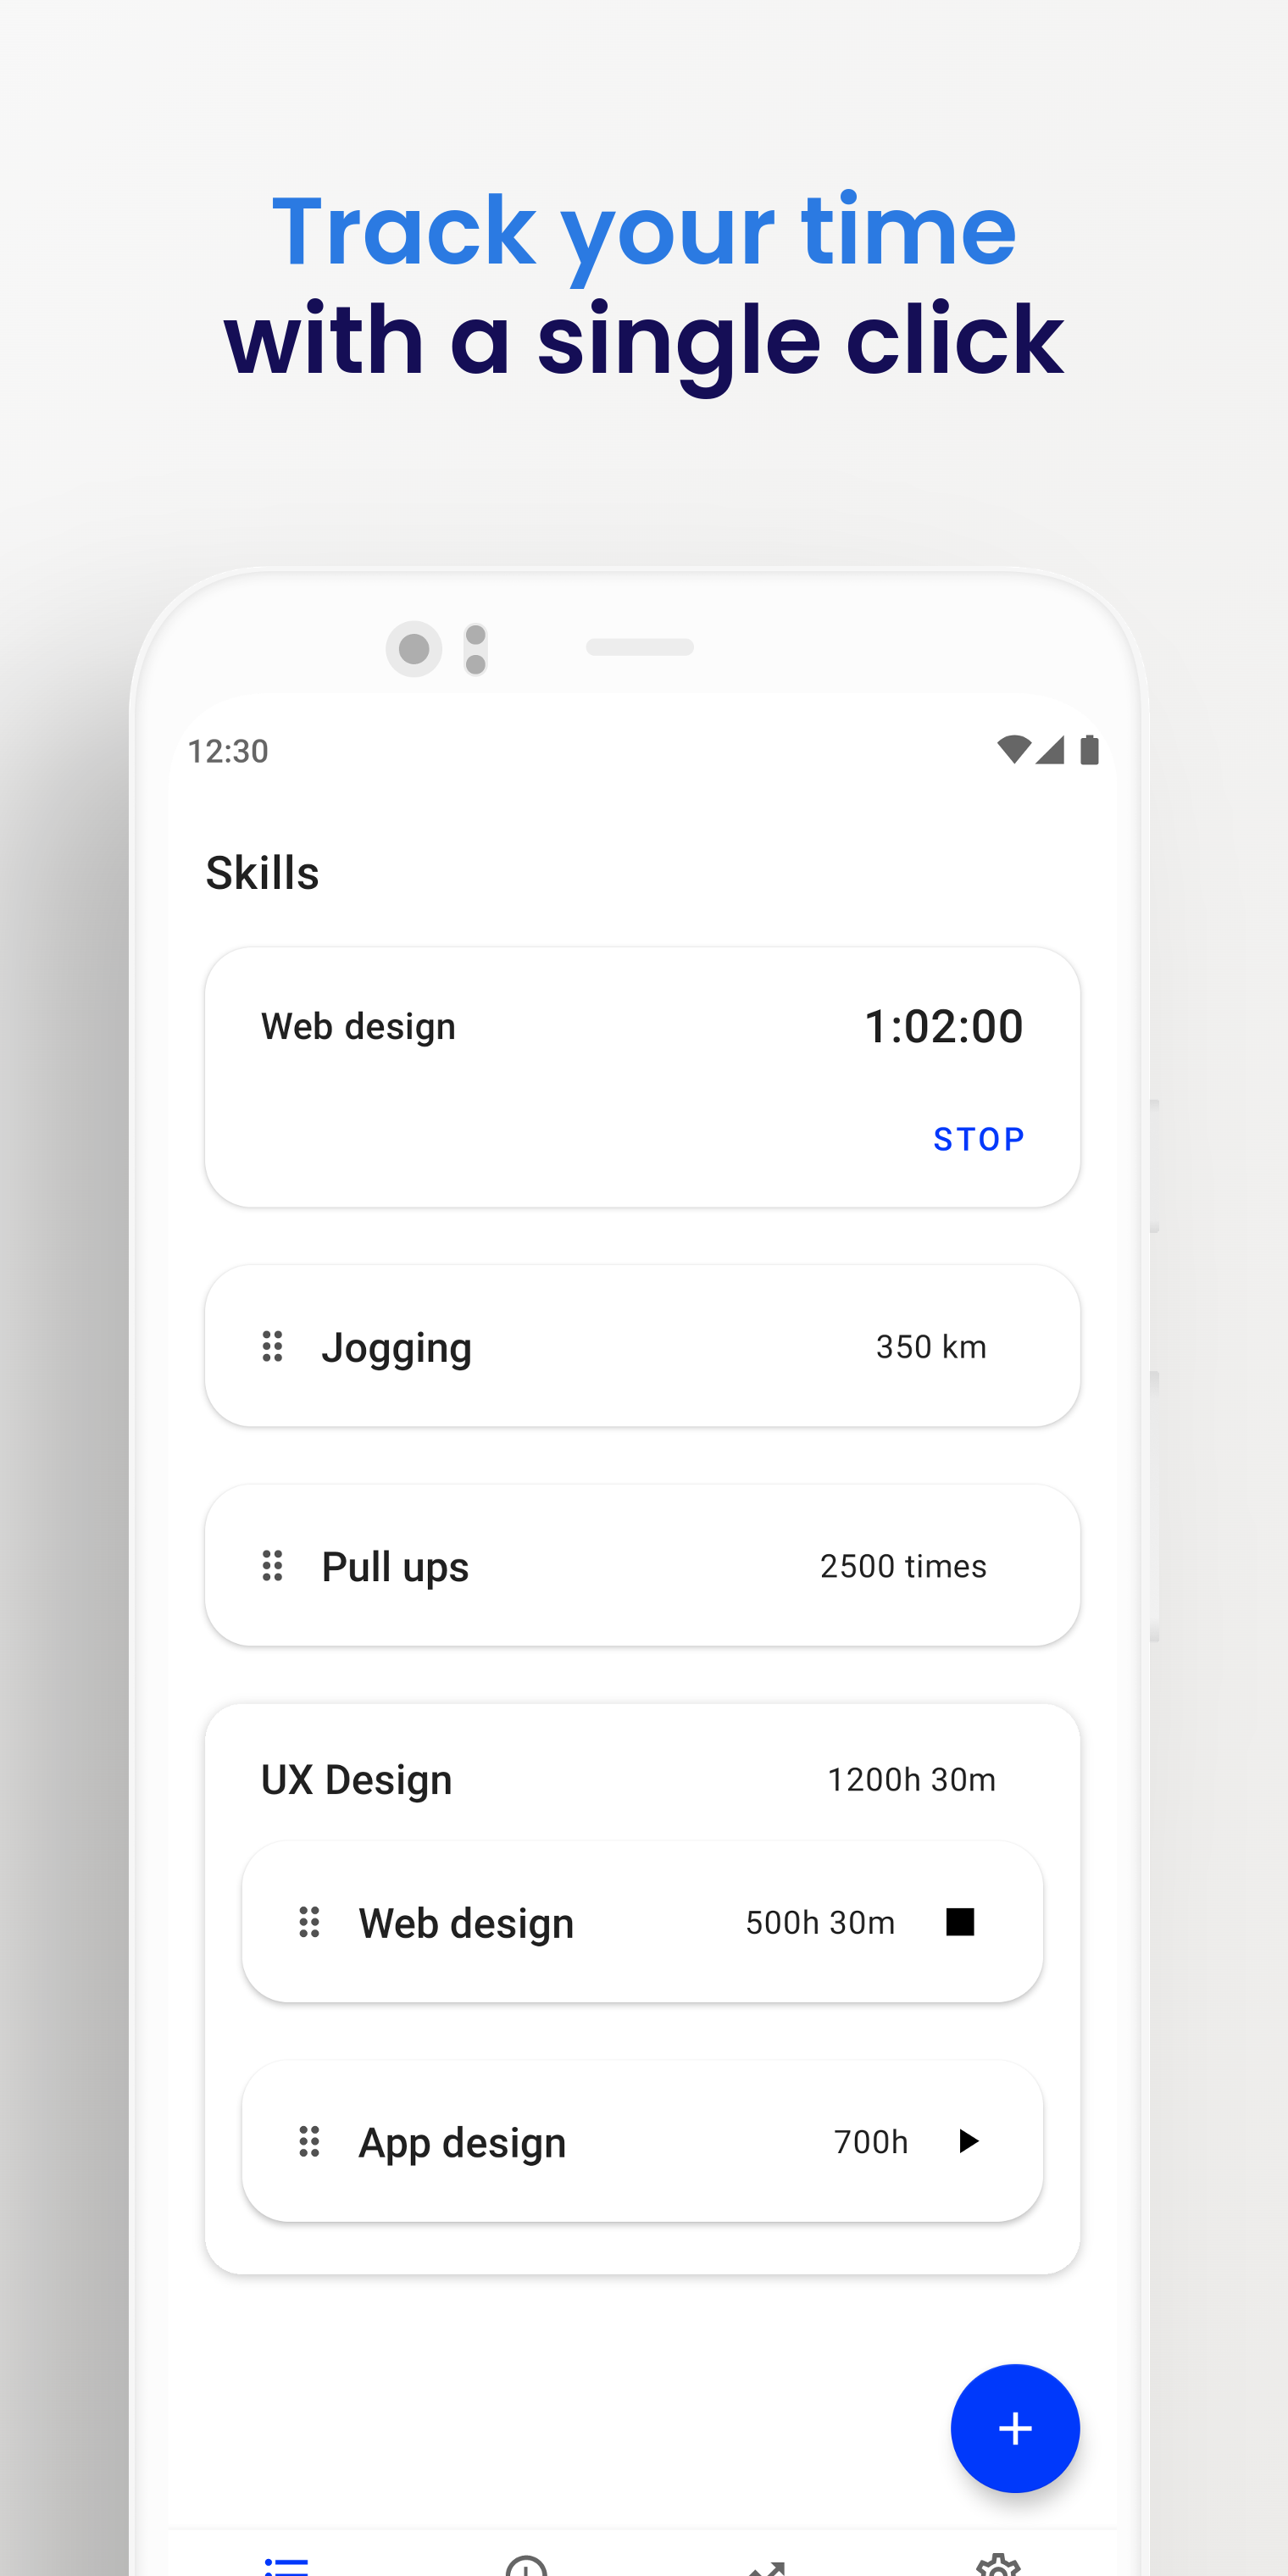 Track your time
with a single click
12:30
Skills
Web design 1:02:00
STOP
Jogging 350 km
Pull ups 2500 times
UX Design 1200h 30m
Web design 500h 30m
App design 700h